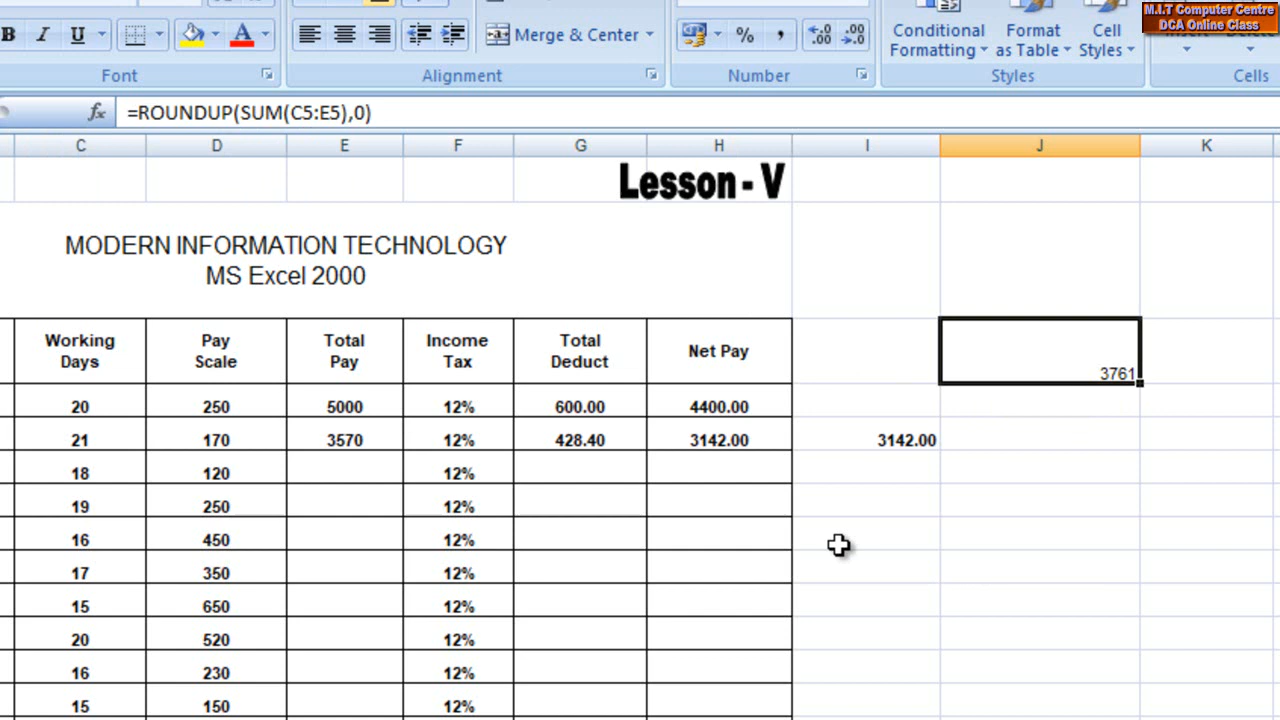 M.I.T Computer Centre
DCA Online Class
B I U A Merge & Center % , Conditional Formatting Format as Table Cell Styles
Font Alignment Number Styles Cells
fx =ROUNDUP(SUM(C5:E5),0)
C D E F G H I J K
Lesson - V
MODERN INFORMATION TECHNOLOGY
MS Excel 2000
Working Days Pay Scale Total Pay Income Tax Total Deduct Net Pay
3761
20 250 5000 12% 600.00 4400.00
21 170 3570 12% 428.40 3142.00 3142.00
18 120 12%
19 250 12%
16 450 12%
17 350 12%
15 650 12%
20 520 12%
16 230 12%
15 150 12%